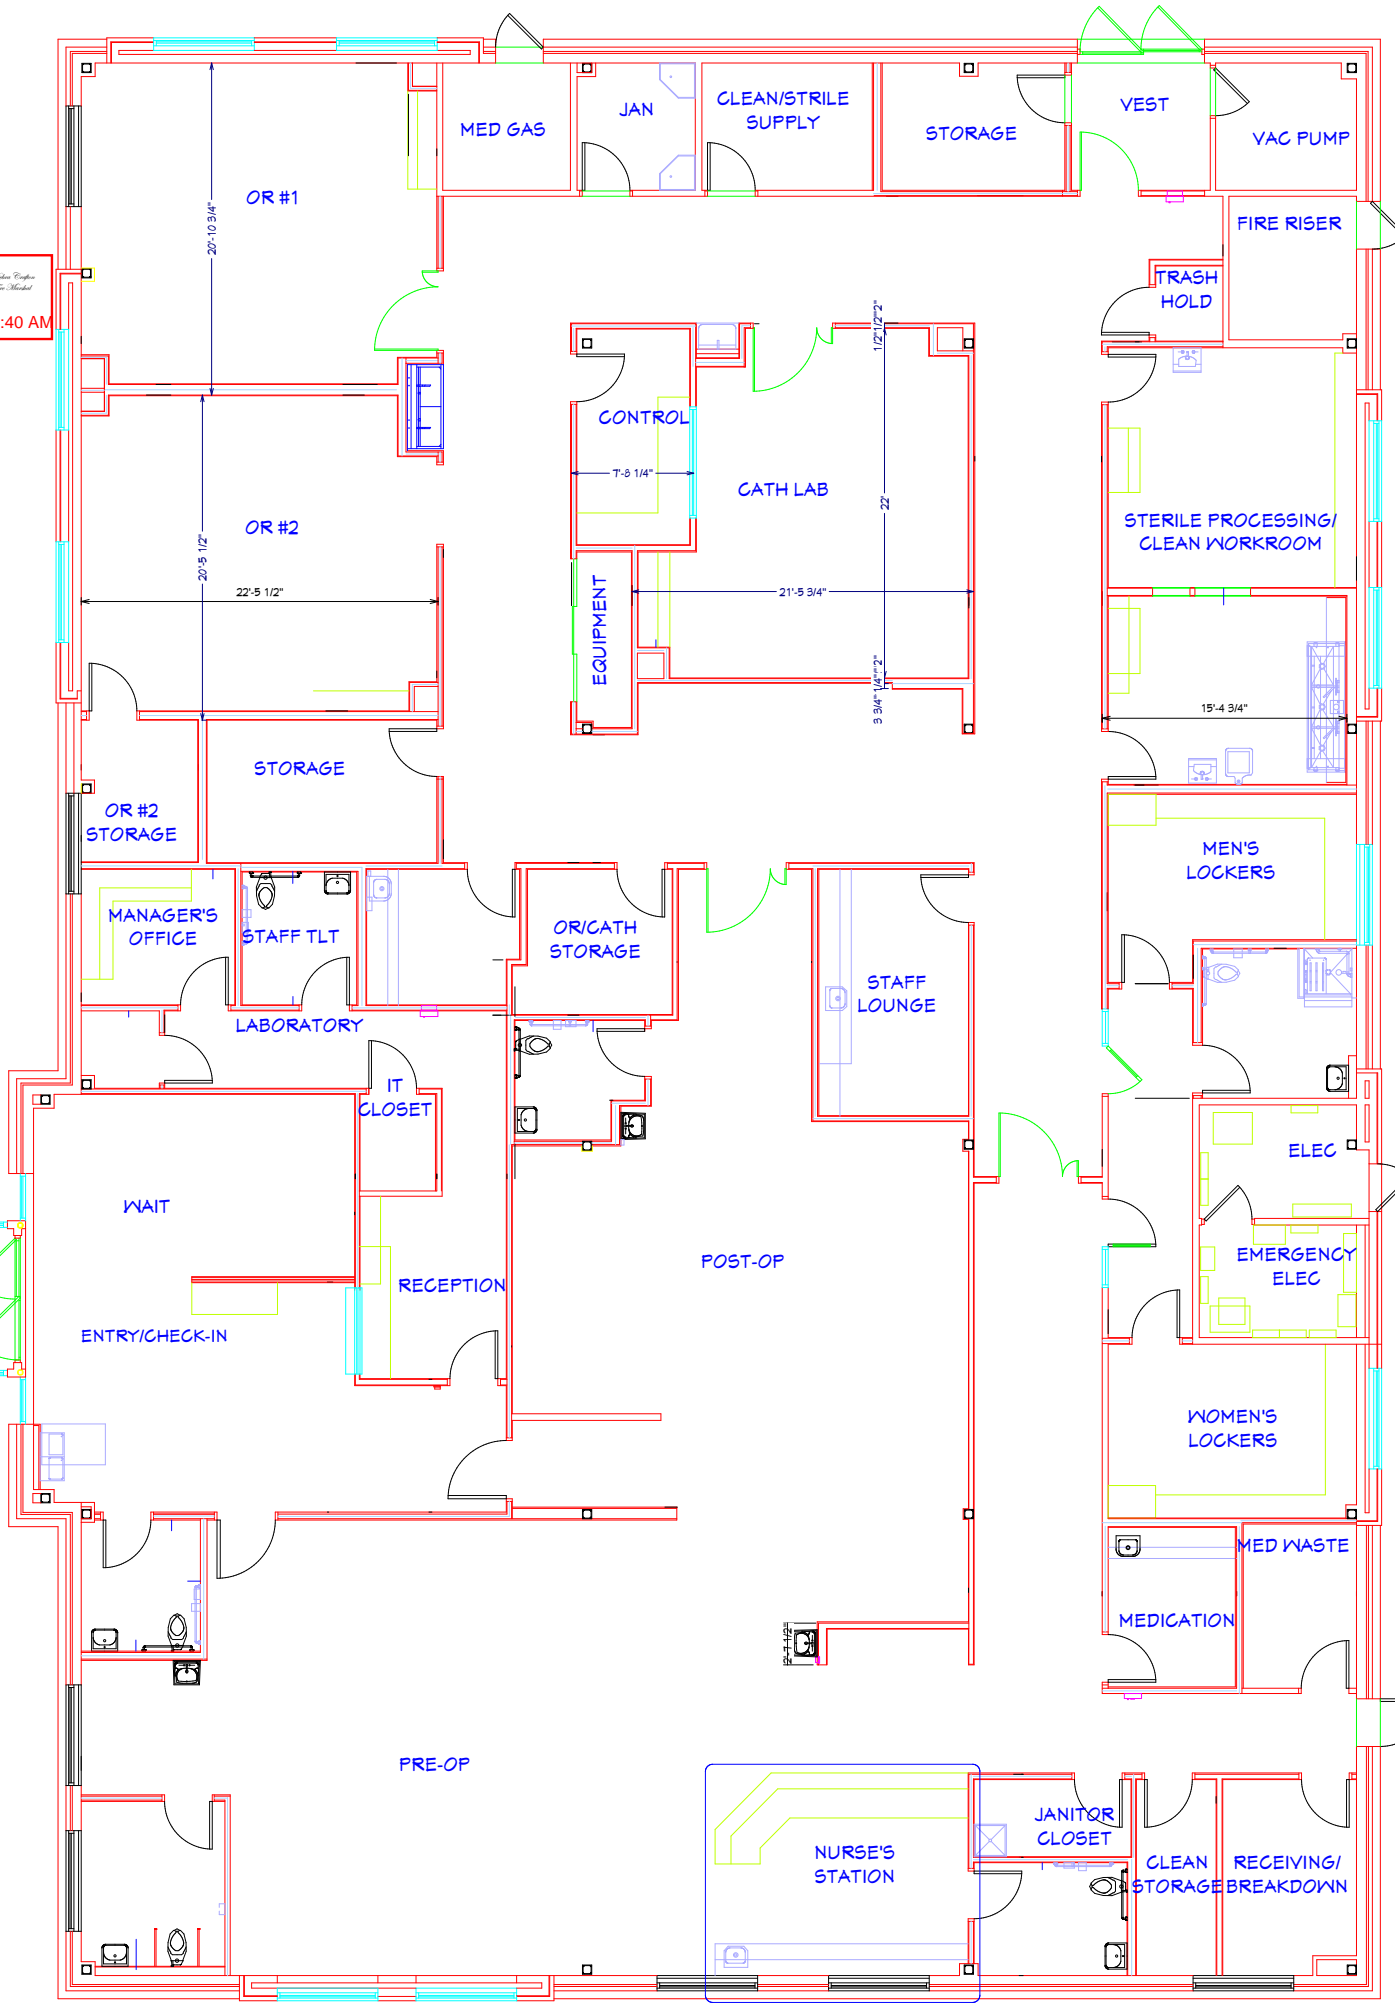 MED GAS
JAN
CLEAN/STRILE
SUPPLY
STORAGE
VEST
VAC PUMP
OR #1
20'-10 3/4"
FIRE RISER
TRASH
HOLD
:40 AM
CONTROL
7'-8 1/4"
CATH LAB
22'
STERILE PROCESSING/
CLEAN WORKROOM
OR #2
20'-5 1/2"
22'-5 1/2"
EQUIPMENT
21'-5 3/4"
15'-4 3/4"
STORAGE
OR #2
STORAGE
MEN'S
LOCKERS
MANAGER'S
OFFICE
STAFF TLT
OR/CATH
STORAGE
STAFF
LOUNGE
LABORATORY
IT
CLOSET
ELEC
WAIT
POST-OP
EMERGENCY
ELEC
RECEPTION
ENTRY/CHECK-IN
WOMEN'S
LOCKERS
MED WASTE
MEDICATION
2'-7 1/2"
PRE-OP
NURSE'S
STATION
JANITOR
CLOSET
CLEAN
STORAGE
RECEIVING/
BREAKDOWN